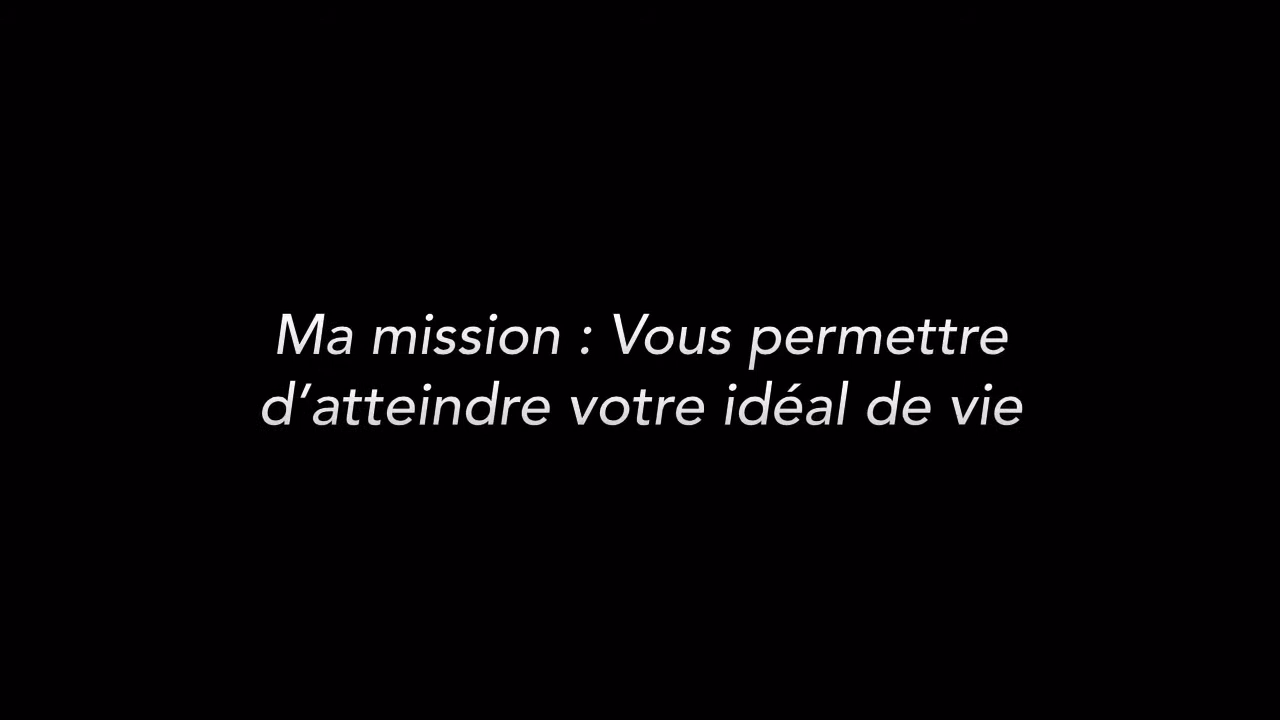 Ma mission : Vous permettre
d’atteindre votre idéal de vie